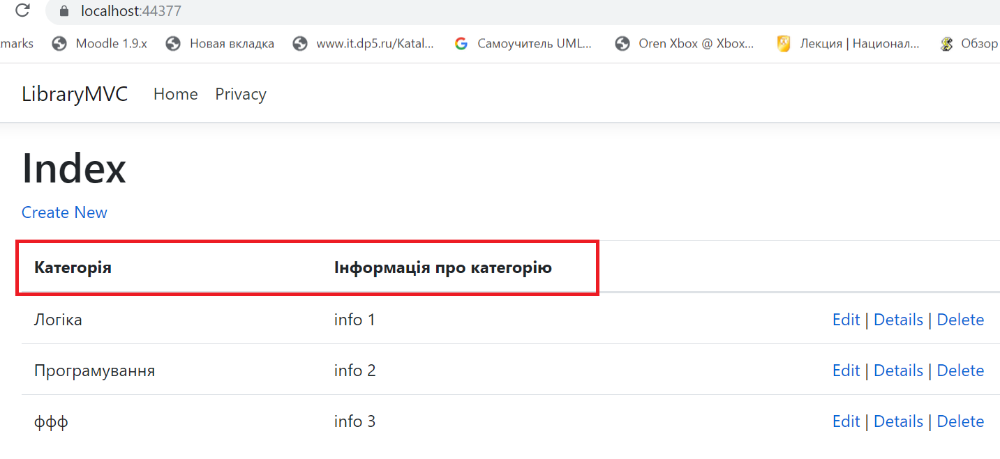 localhost:44377
marks Moodle 1.9.x Новая вкладка www.it.dp5.ru/Katal... Самоучитель UML... Oren Xbox @ Xbox... Лекция | Национал... Обзор
LibraryMVC Home Privacy
Index
Create New
Категорія Інформація про категорію
Логіка info 1 Edit | Details | Delete
Програмування info 2 Edit | Details | Delete
ффф info 3 Edit | Details | Delete